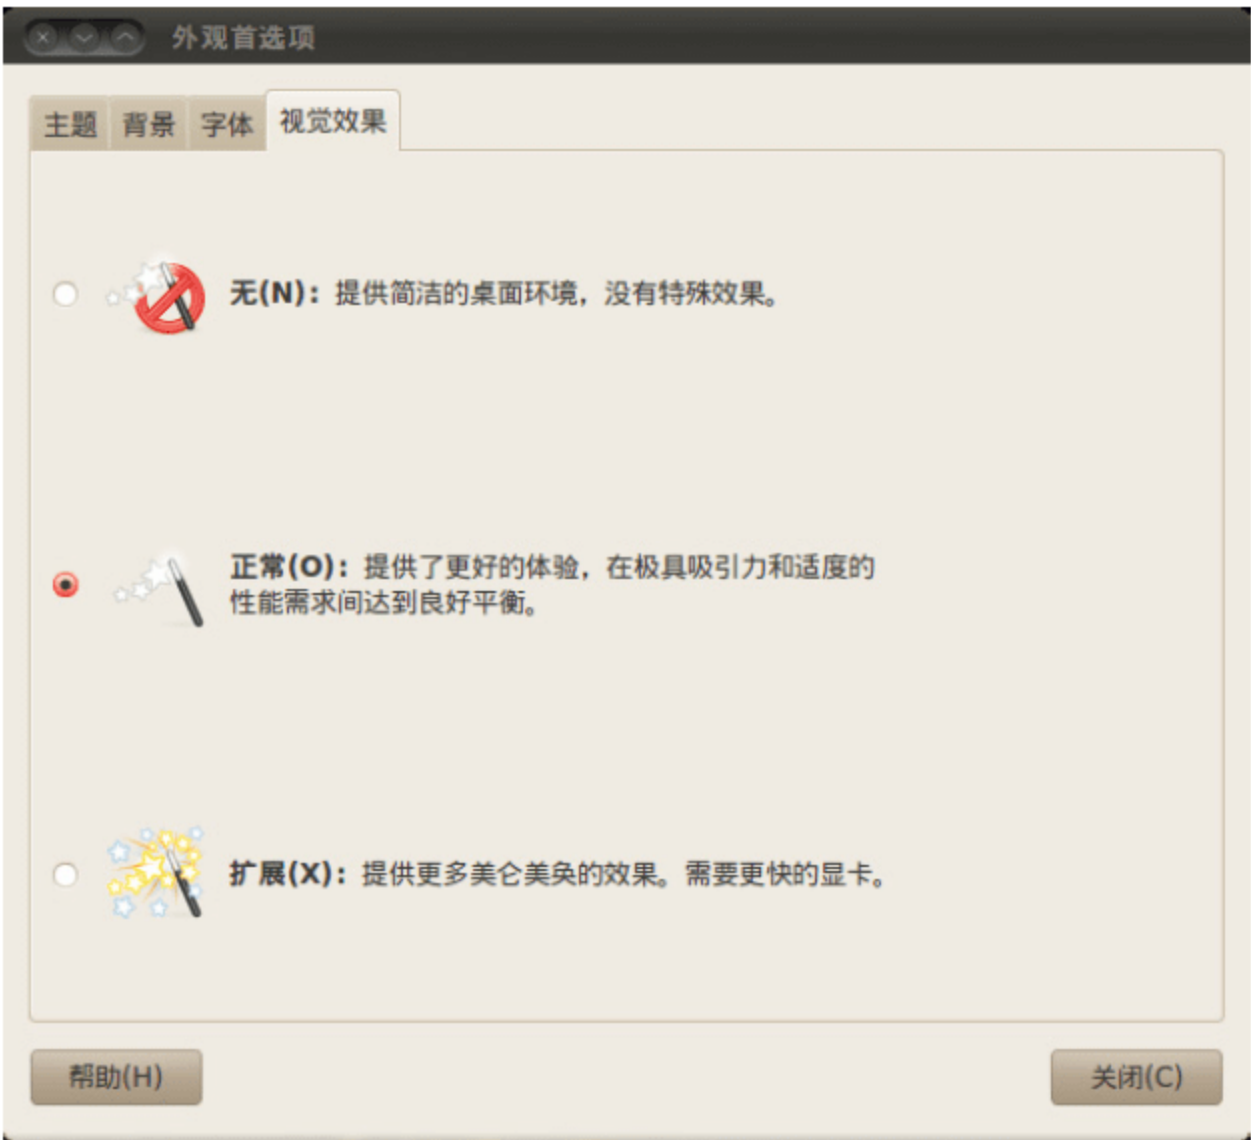 外观首选项
主题 背景 字体 视觉效果
无(N)：提供简洁的桌面环境，没有特殊效果。
正常(O)：提供了更好的体验，在极具吸引力和适度的
性能需求间达到良好平衡。
扩展(X)：提供更多美仑美奂的效果。需要更快的显卡。
帮助(H) 关闭(C)